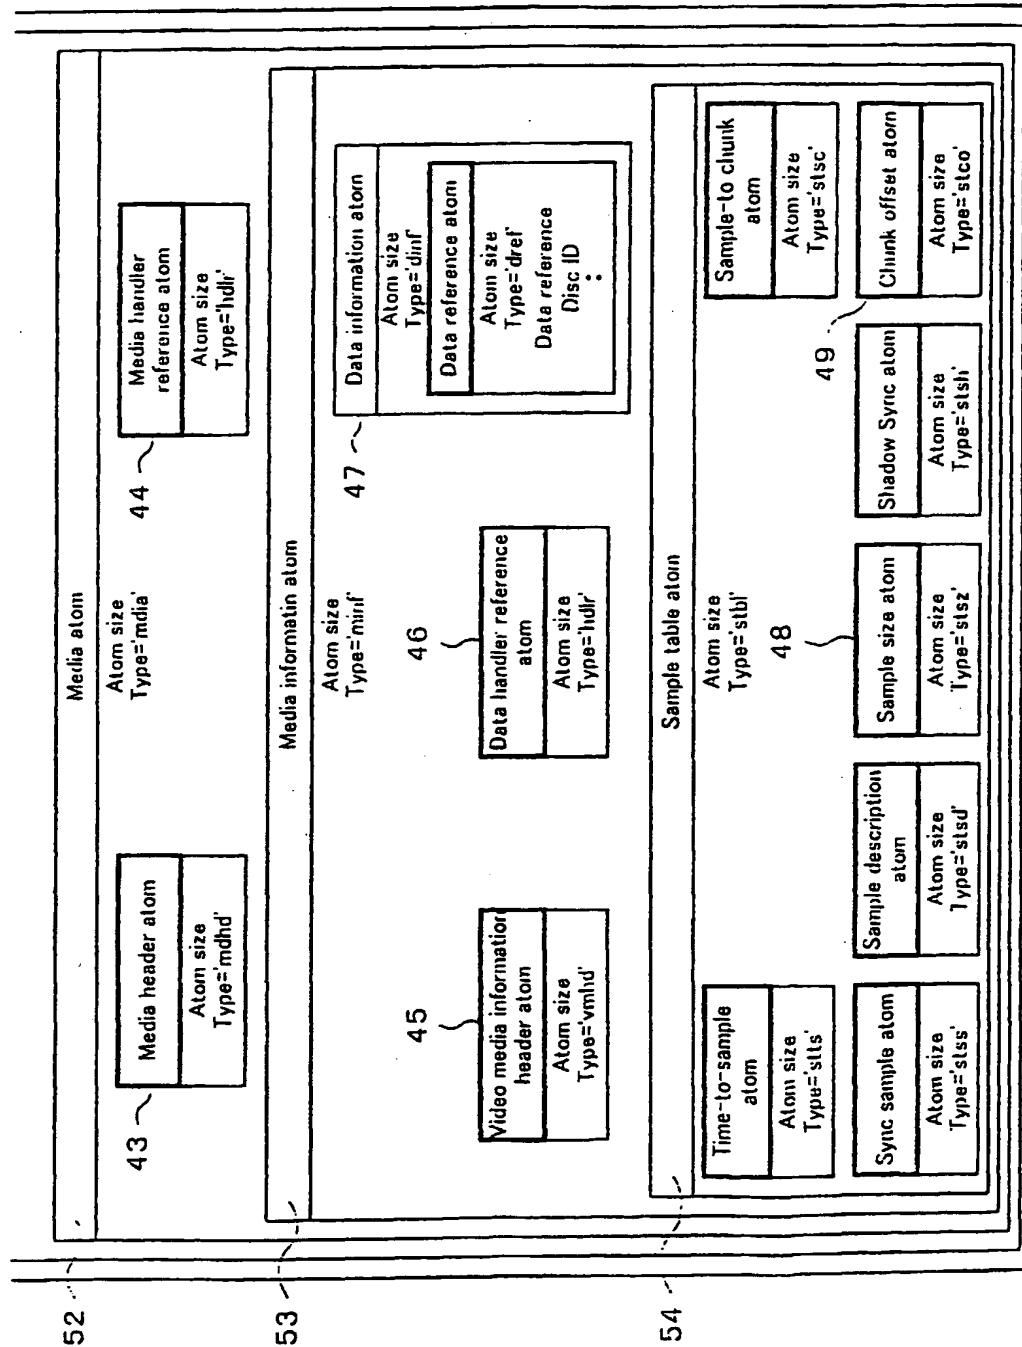 52
Media atom
Atom size
Type='mdia'
43
Media header atom
Atom size
Type='mdhd'
44
Media handler
reference atom
Atom size
Type='hdlr'
53
Media informatin atom
Atom size
Type='minf'
45
Video media information
header atom
Atom size
Type='vmhd'
46
Data handler reference
atom
Atom size
Type='hdlr'
47
Data information atom
Atom size
Type='dinf'
Data reference atom
Atom size
Type='dref'
Data reference
Disc ID
:
54
Sample table atom
Atom size
Type='stbl'
Time-to-sample
atom
Atom size
Type='stts'
Sample-to chunk
atom
Atom size
Type='stsc'
Sync sample atom
Atom size
Type='stss'
Sample description
atom
Atom size
Type='stsd'
48
Sample size atom
Atom size
Type='stsz'
Shadow Sync atom
Atom size
Type='stsh'
49
Chunk offset atom
Atom size
Type='stco'